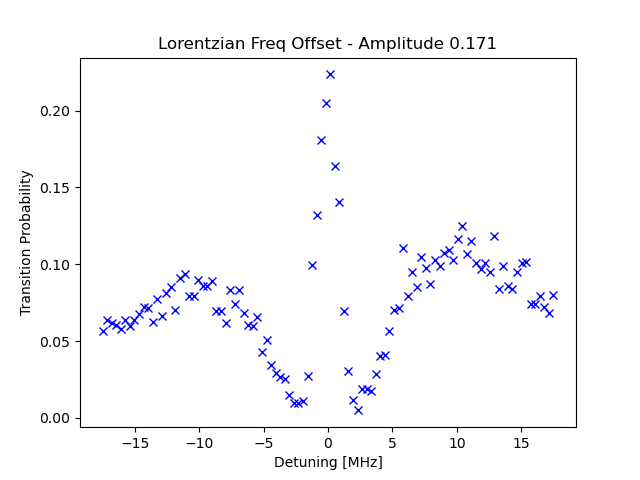 Lorentzian Freq Offset - Amplitude 0.171
Transition Probability
0.20
0.15
0.10
0.05
0.00
−15 −10 −5 0 5 10 15
Detuning [MHz]